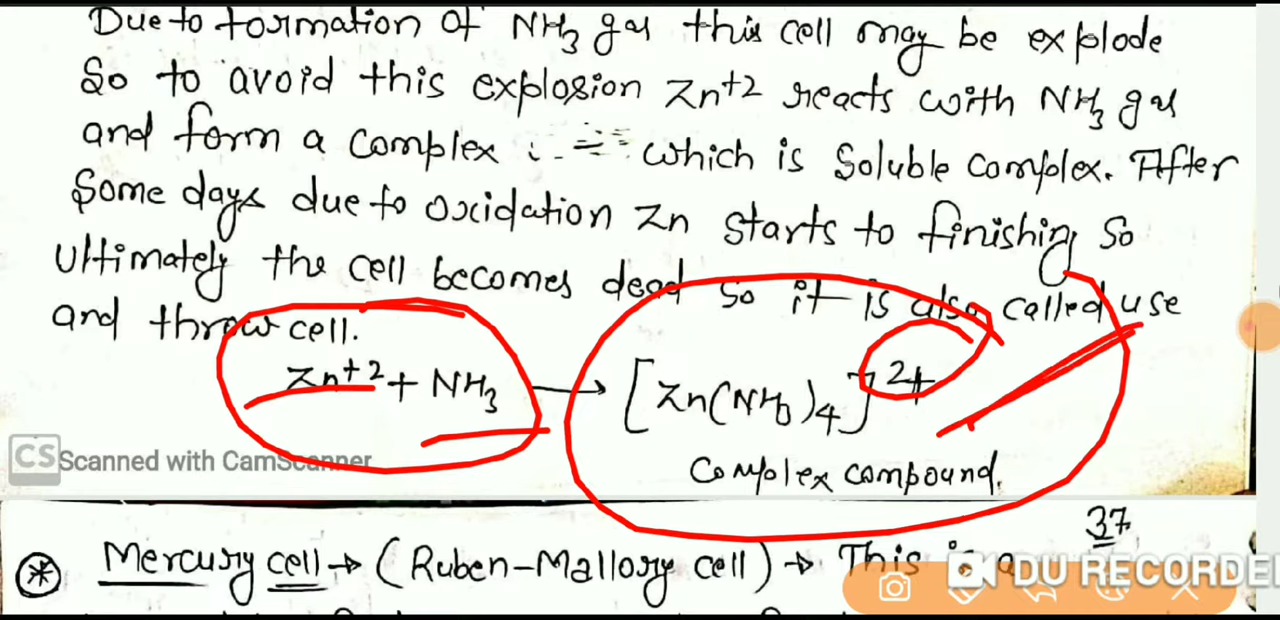 Due to formation of NH3 gas this cell may be explode
So to avoid this explosion Zn+2 reacts with NH3 gas
and form a complex which is soluble complex. After
Some days due to oxidation Zn starts to finishing so
ultimately the cell becomes dead so it is also called use
and throw cell.
Zn+2 + NH3 → [Zn(NH3)4]2+
Complex compound.
CS Scanned with CamScanner
37
* Mercury cell → (Ruben-Mallory cell) → This is a
DU RECORDER